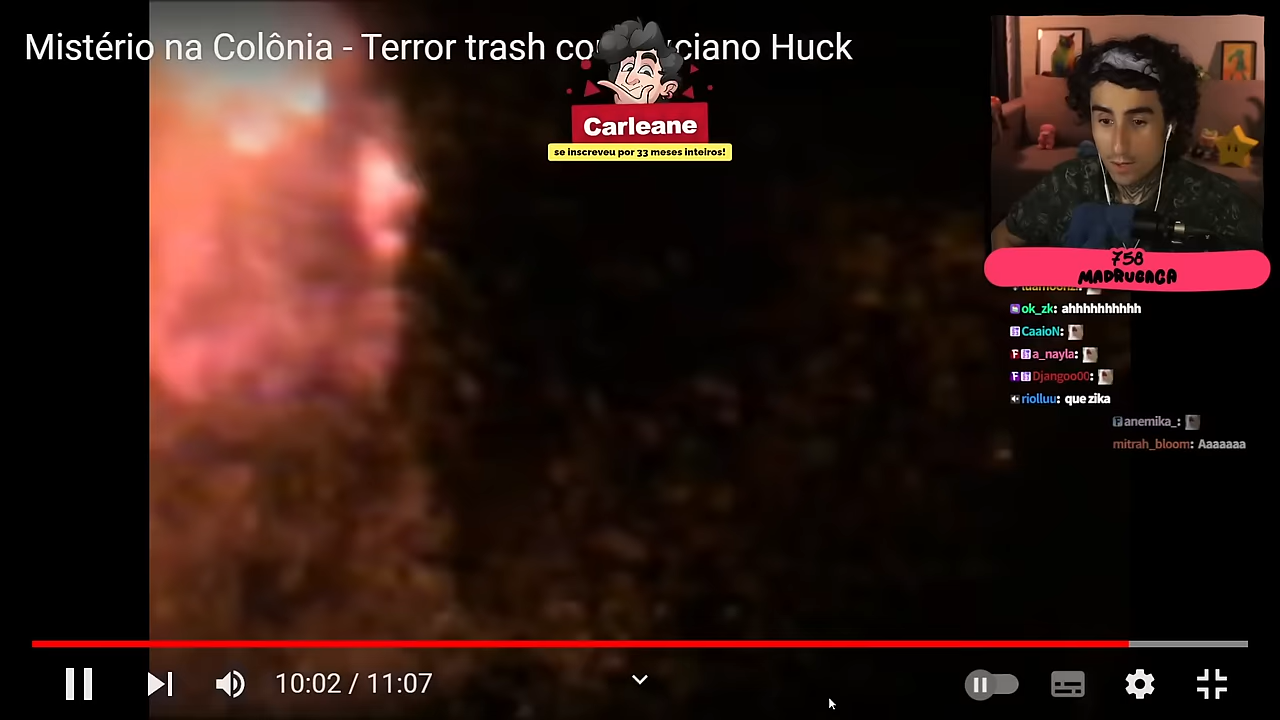 Mistério na Colônia - Terror trash co ciano Huck
Carleane
se inscreveu por 33 meses inteiros!
758
MADRUGAGA
ok_zk: ahhhhhhhhhh
CaaioN:
a_nayla:
Djangoo00:
riolluu: que zika
anemika_:
mitrah_bloom: Aaaaaaa
10:02 / 11:07